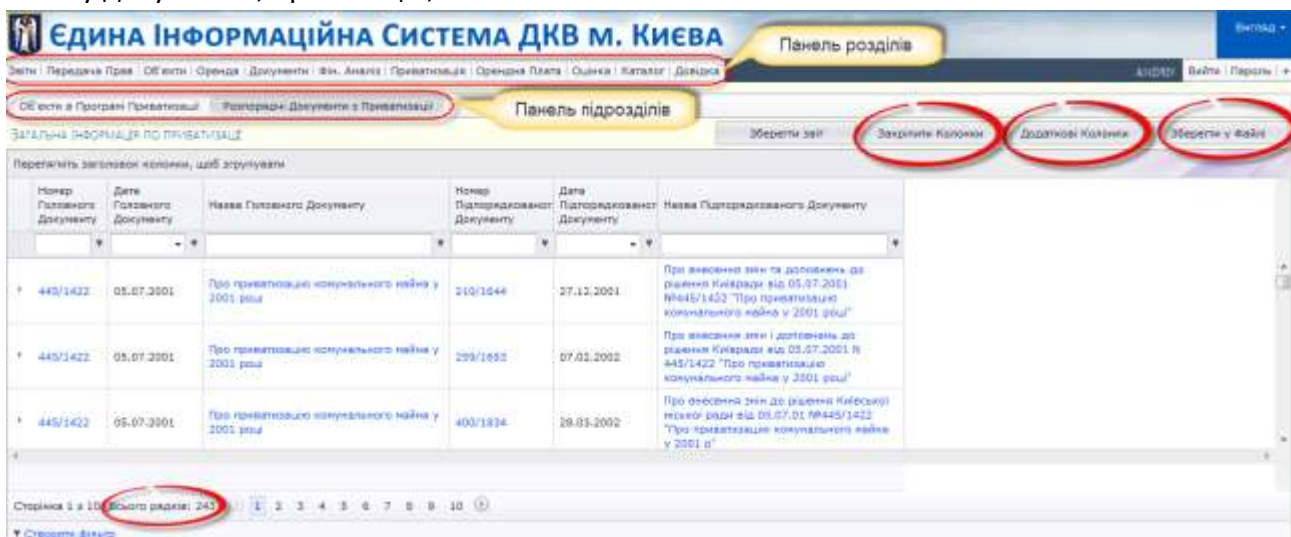 Єдина Інформаційна Система ДКВ м. Києва
Вигляд
Панель розділів
Звіти | Передача Прав | Об'єкти | Оренда | Документи | Фін. Аналіз | Приватизація | Орендна Плата | Оцінка | Каталог | Довідка
Вийти | Пароль | +
Об'єкти в Програмі Приватизації
Розпорядчі Документи з Приватизації
Панель підрозділів
Загальна інформація по приватизації
Зберегти звіт
Закріпити Колонки
Додаткові Колонки
Зберегти у Файлі
Перетягніть заголовок колонки, щоб згрупувати
Номер Головного Документу
Дата Головного Документу
Назва Головного Документу
Номер Підпорядкованог Документу
Дата Підпорядкованог Документу
Назва Підпорядкованого Документу
445/1422
05.07.2001
Про приватизацію комунального майна у
2001 році
210/1644
27.12.2001
Про внесення змін та доповнень до
рішення Київради від 05.07.2001
№445/1422 "Про приватизацію
комунального майна у 2001 році"
445/1422
05.07.2001
Про приватизацію комунального майна у
2001 році
07.02.2002
Про внесення змін і доповнень до
рішення Київради від 05.07.2001 N
445/1422 "Про приватизацію
комунального майна у 2001 році"
445/1422
05.07.2001
Про приватизацію комунального майна у
2001 році
400/1834
28.03.2002
Про внесення змін до рішення Київської
міської ради від 05.07.01 №445/1422
"Про приватизацію комунального майна
у 2001 р"
Сторінка 1 з 10
Всього рядків: 243
1 2 3 4 5 6 7 8 9 10
Створити фільтр